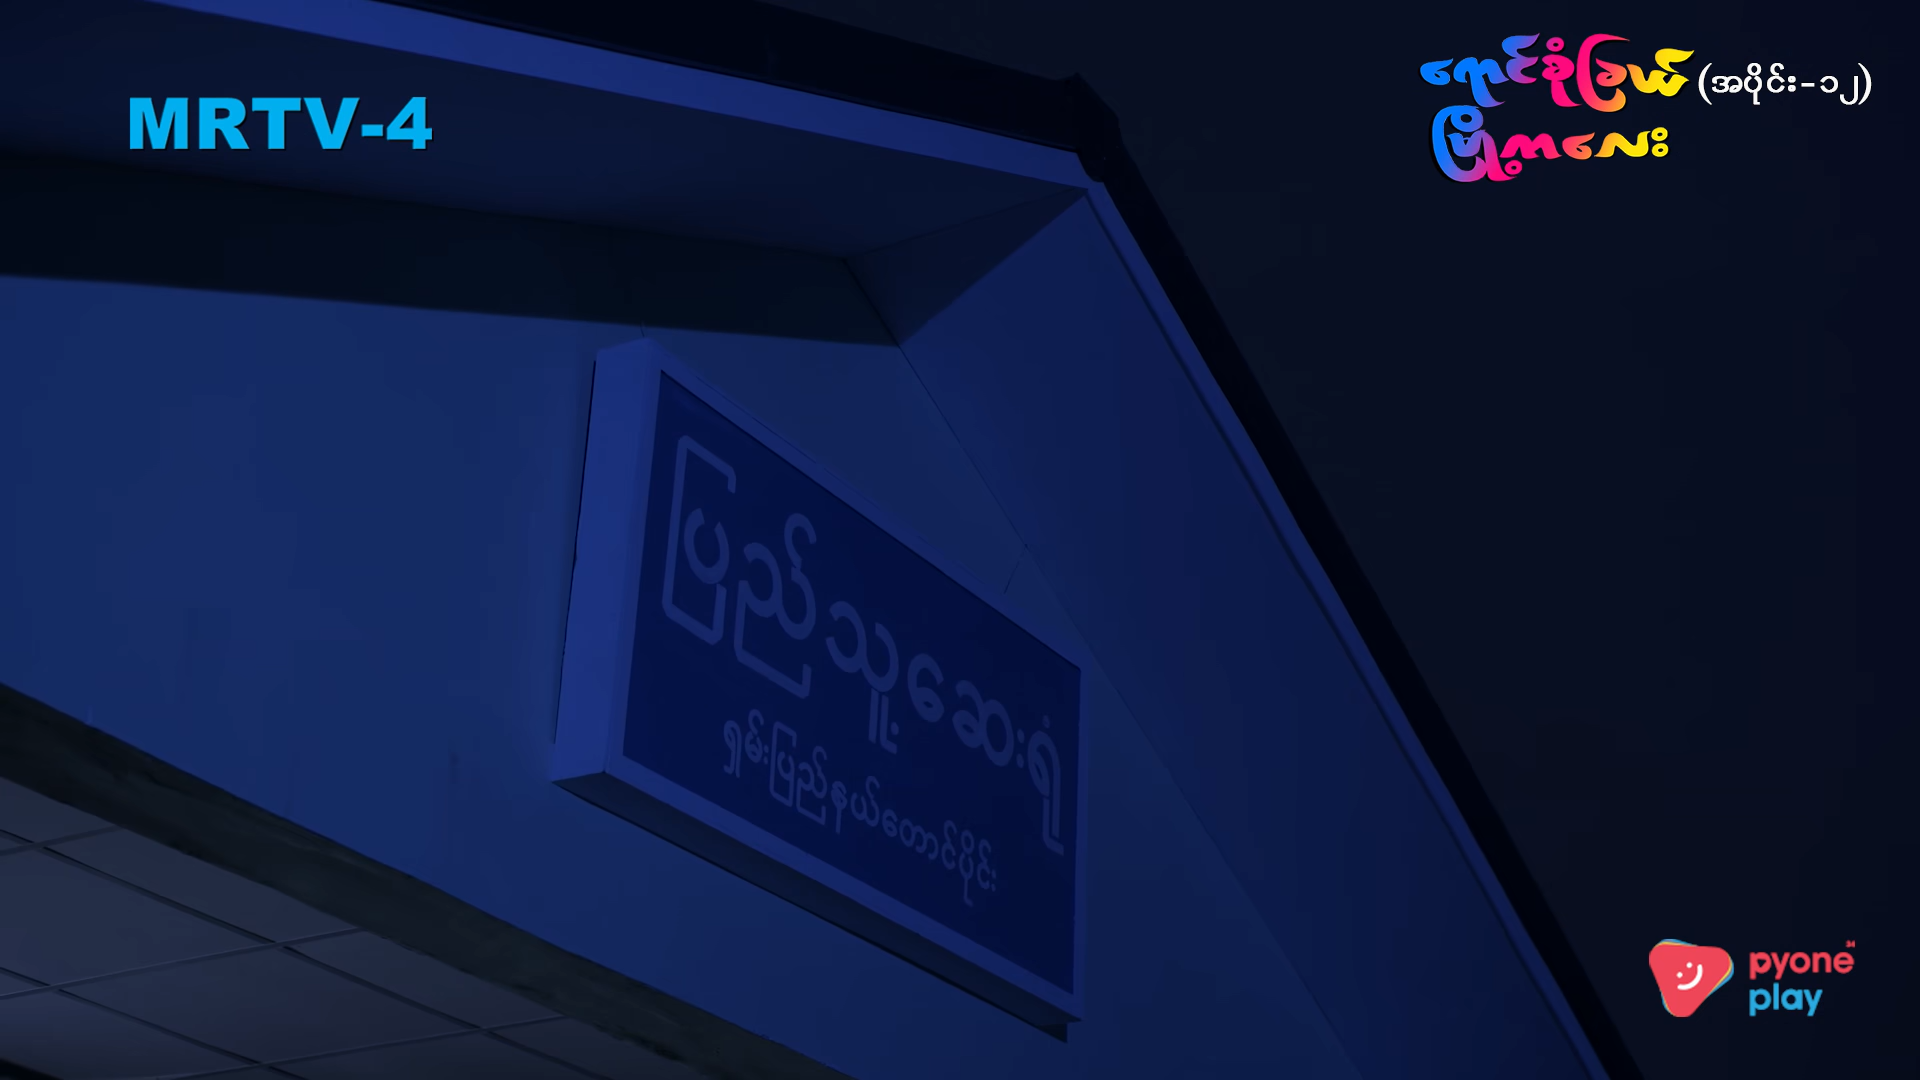 MRTV-4
ရောင်စုံခြယ် (အပိုင်း-၁၂)
မြို့ကလေး
ပြည်သူ့ဆေးရုံ
ရှမ်းပြည်နယ်တောင်ပိုင်း
pyone
play